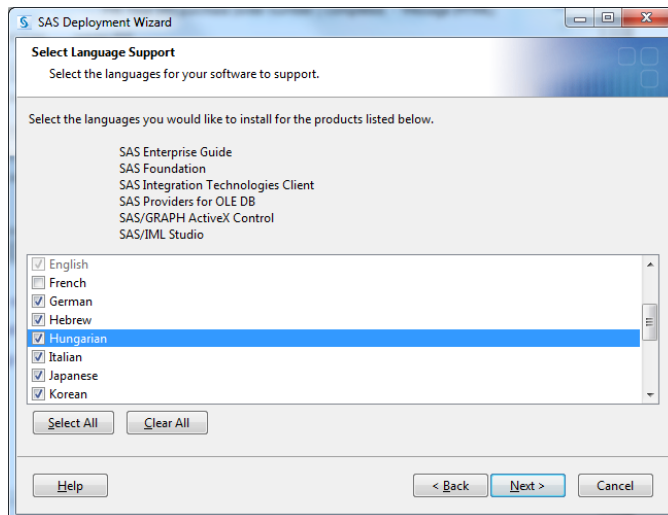 SAS Deployment Wizard
Select Language Support
Select the languages for your software to support.
Select the languages you would like to install for the products listed below.
SAS Enterprise Guide
SAS Foundation
SAS Integration Technologies Client
SAS Providers for OLE DB
SAS/GRAPH ActiveX Control
SAS/IML Studio
English
French
German
Hebrew
Hungarian
Italian
Japanese
Korean
Select All Clear All
Help < Back Next > Cancel